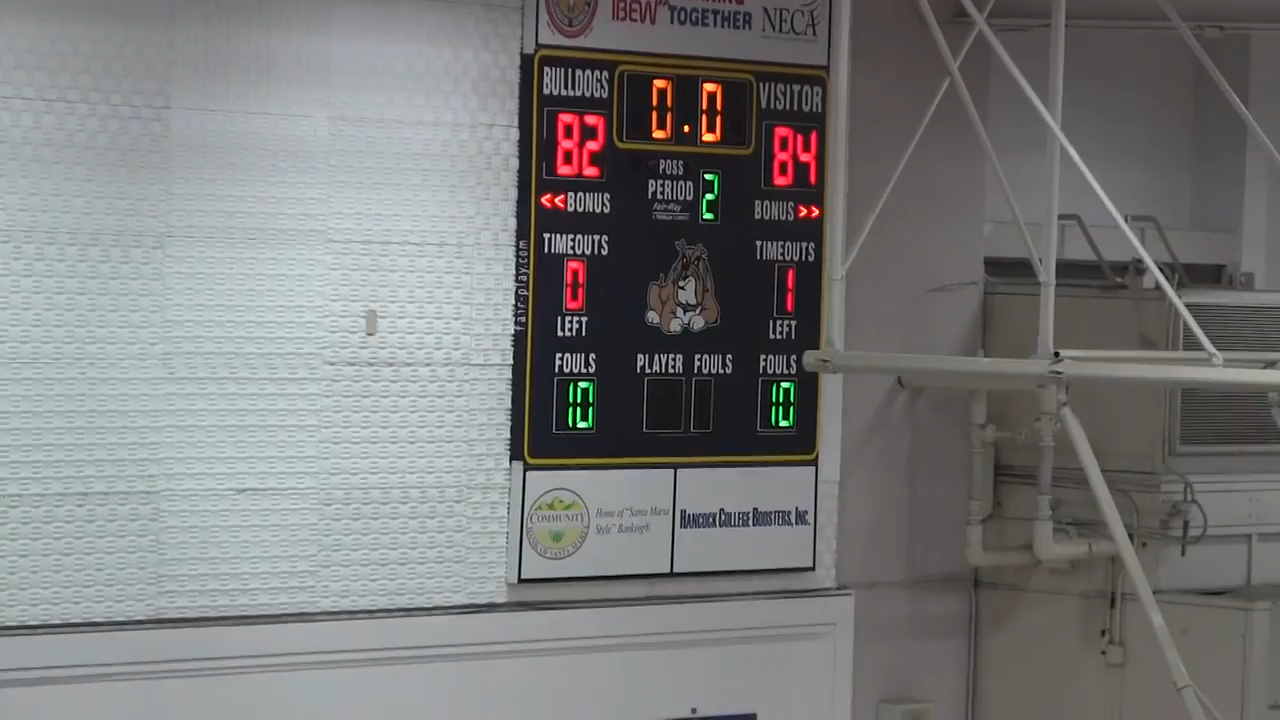 IBEW
TOGETHER
NECA
BULLDOGS
0.0
VISITOR
82
84
POSS
PERIOD 2
Fair-Play
<<BONUS
BONUS>>
TIMEOUTS
TIMEOUTS
0
1
LEFT
LEFT
fair-play.com
FOULS
PLAYER FOULS
FOULS
10
10
COMMUNITY
Home of "Santa Maria
Style" Banking®
HANCOCK COLLEGE BOOSTERS, INC.